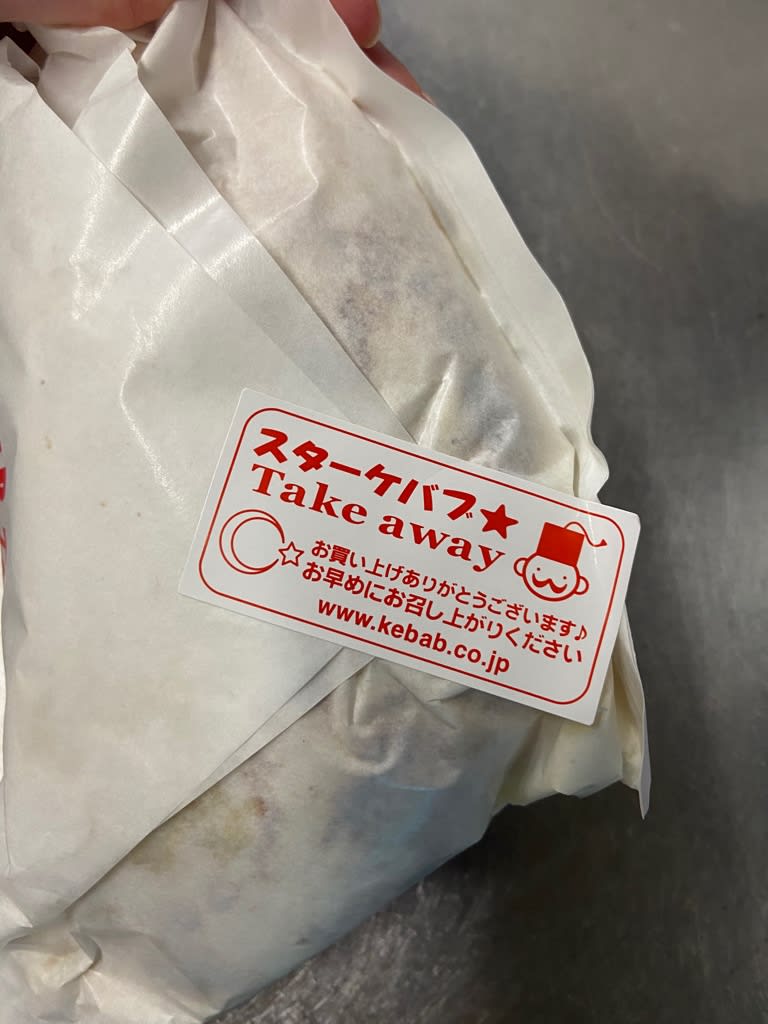 スターケバブ★
Take away
お買い上げありがとうございます♪
お早めにお召し上がりください
www.kebab.co.jp